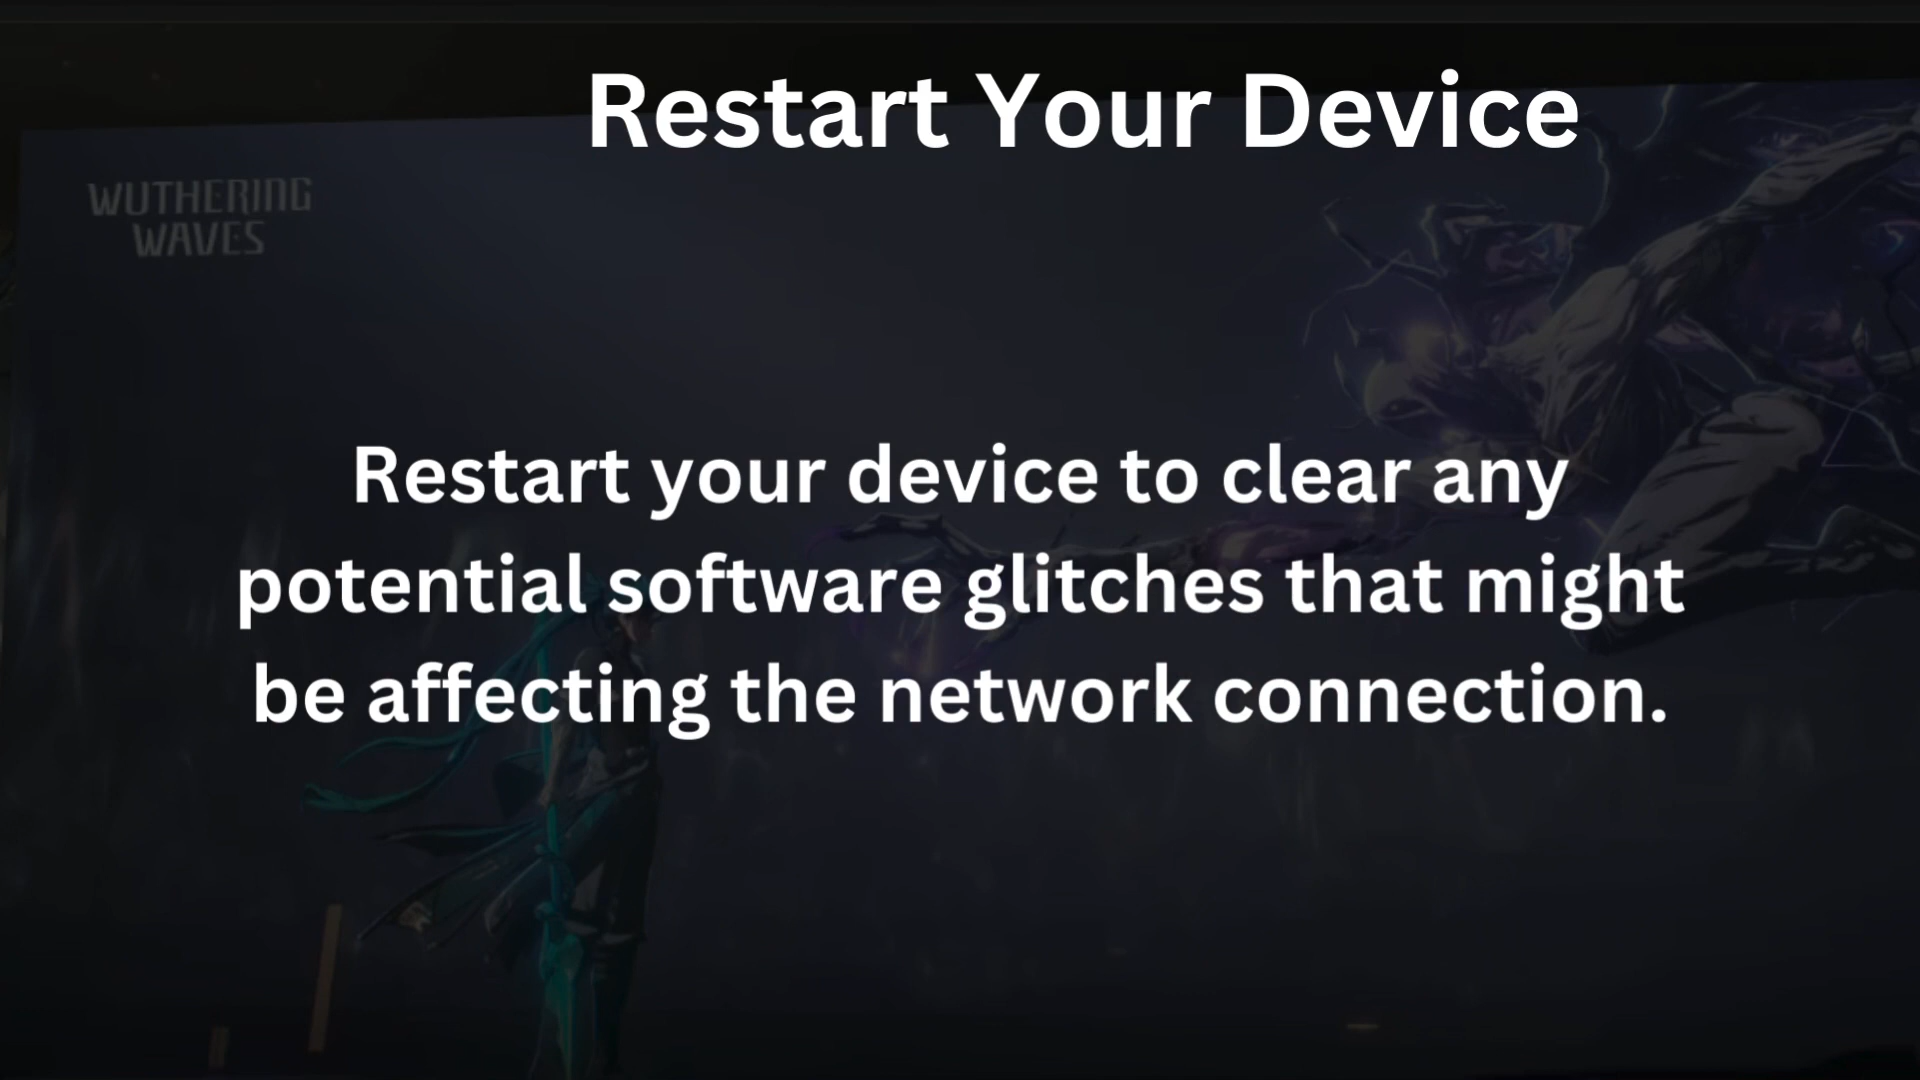 Restart Your Device
WUTHERING
WAVES
Restart your device to clear any
potential software glitches that might
be affecting the network connection.